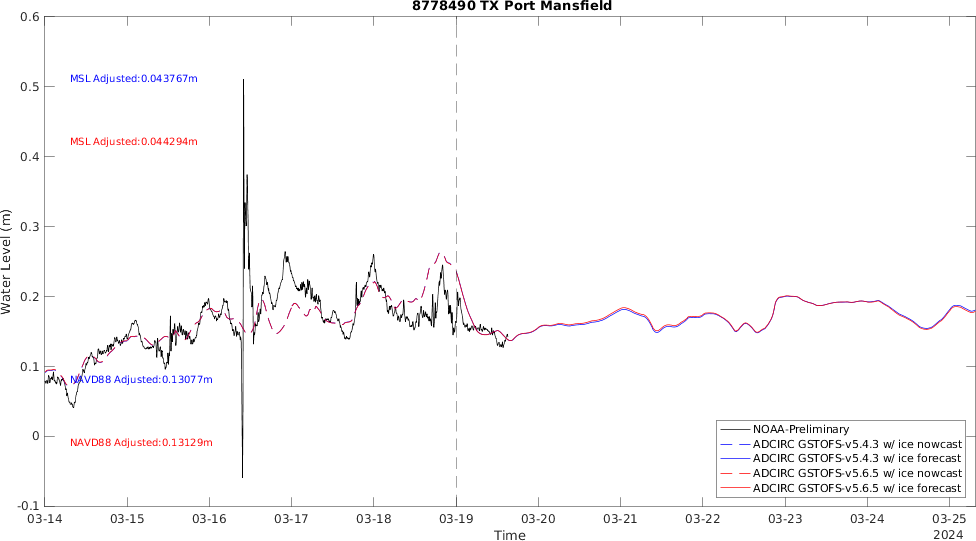 8778490 TX Port Mansfield
0.6
0.5
0.4
0.3
0.2
0.1
0
-0.1
Water Level (m)
MSL Adjusted:0.043767m
MSL Adjusted:0.044294m
NAVD88 Adjusted:0.13077m
NAVD88 Adjusted:0.13129m
NOAA-Preliminary
ADCIRC GSTOFS-v5.4.3 w/ ice nowcast
ADCIRC GSTOFS-v5.4.3 w/ ice forecast
ADCIRC GSTOFS-v5.6.5 w/ ice nowcast
ADCIRC GSTOFS-v5.6.5 w/ ice forecast
03-14 03-15 03-16 03-17 03-18 03-19 03-20 03-21 03-22 03-23 03-24 03-25
Time
2024